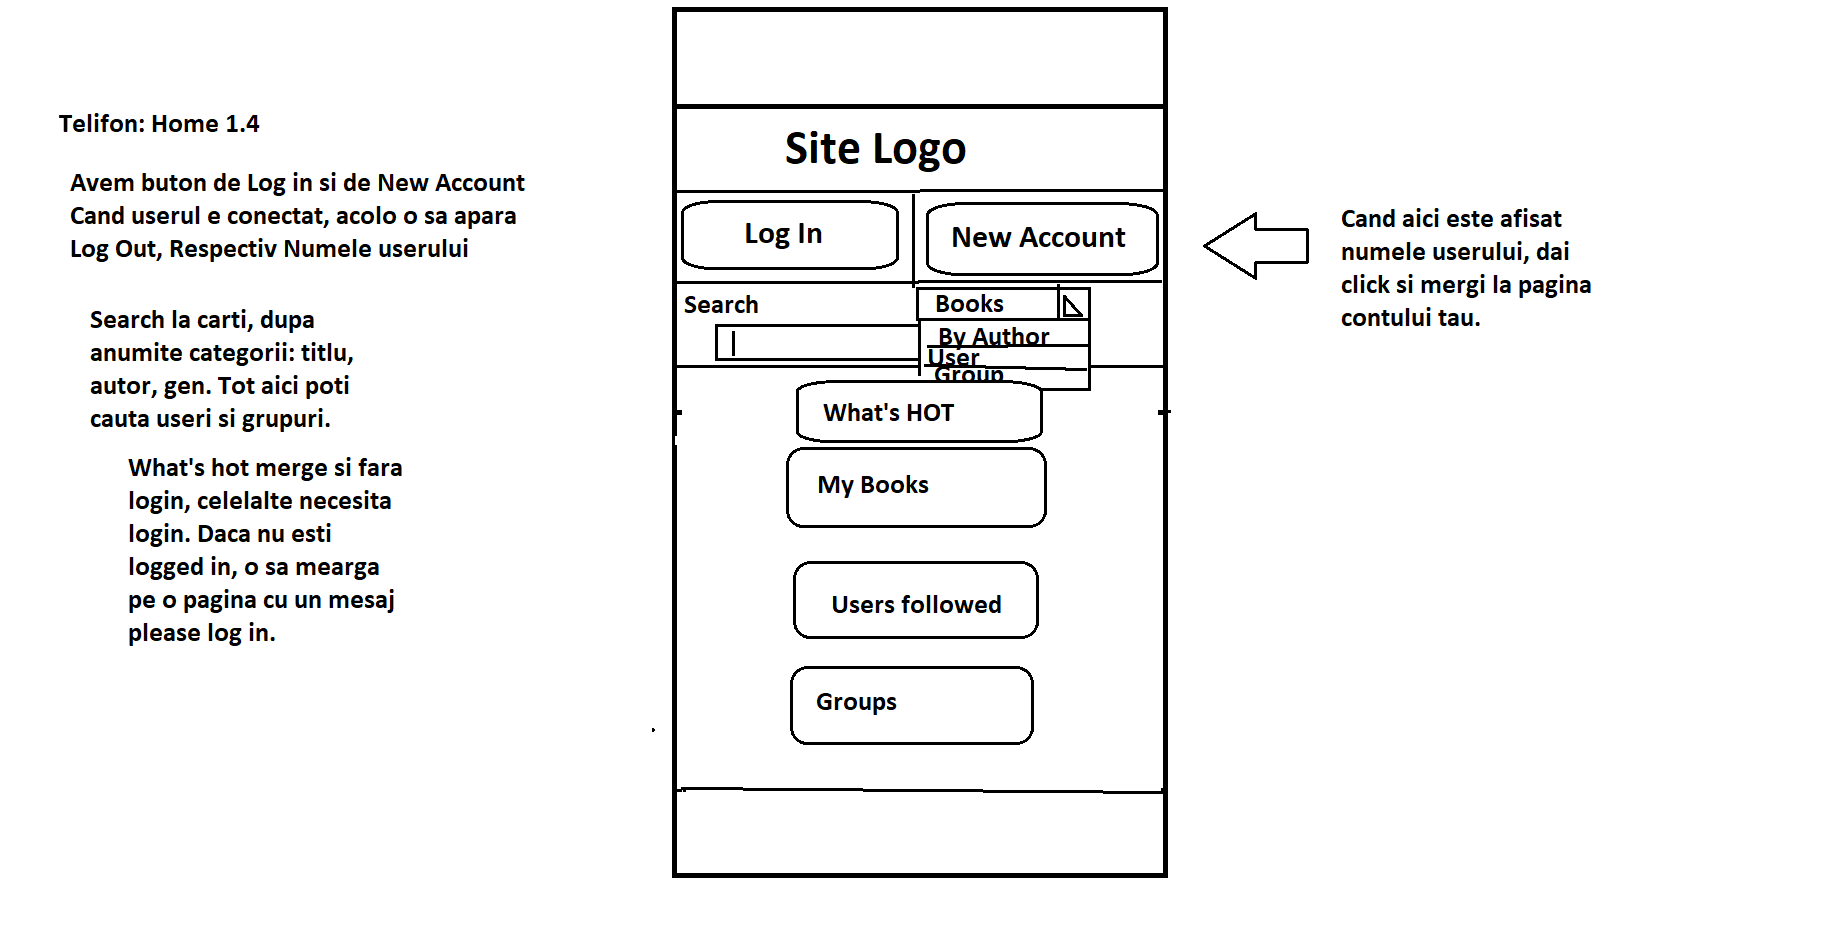 Telifon: Home 1.4
Avem buton de Log in si de New Account
Cand userul e conectat, acolo o sa apara
Log Out, Respectiv Numele userului
Search la carti, dupa
anumite categorii: titlu,
autor, gen. Tot aici poti
cauta useri si grupuri.
What's hot merge si fara
login, celelalte necesita
login. Daca nu esti
logged in, o sa mearga
pe o pagina cu un mesaj
please log in.
Site Logo
Log In
New Account
Search
Books
By Author
User
Group
What's HOT
My Books
Users followed
Groups
Cand aici este afisat
numele userului, dai
click si mergi la pagina
contului tau.